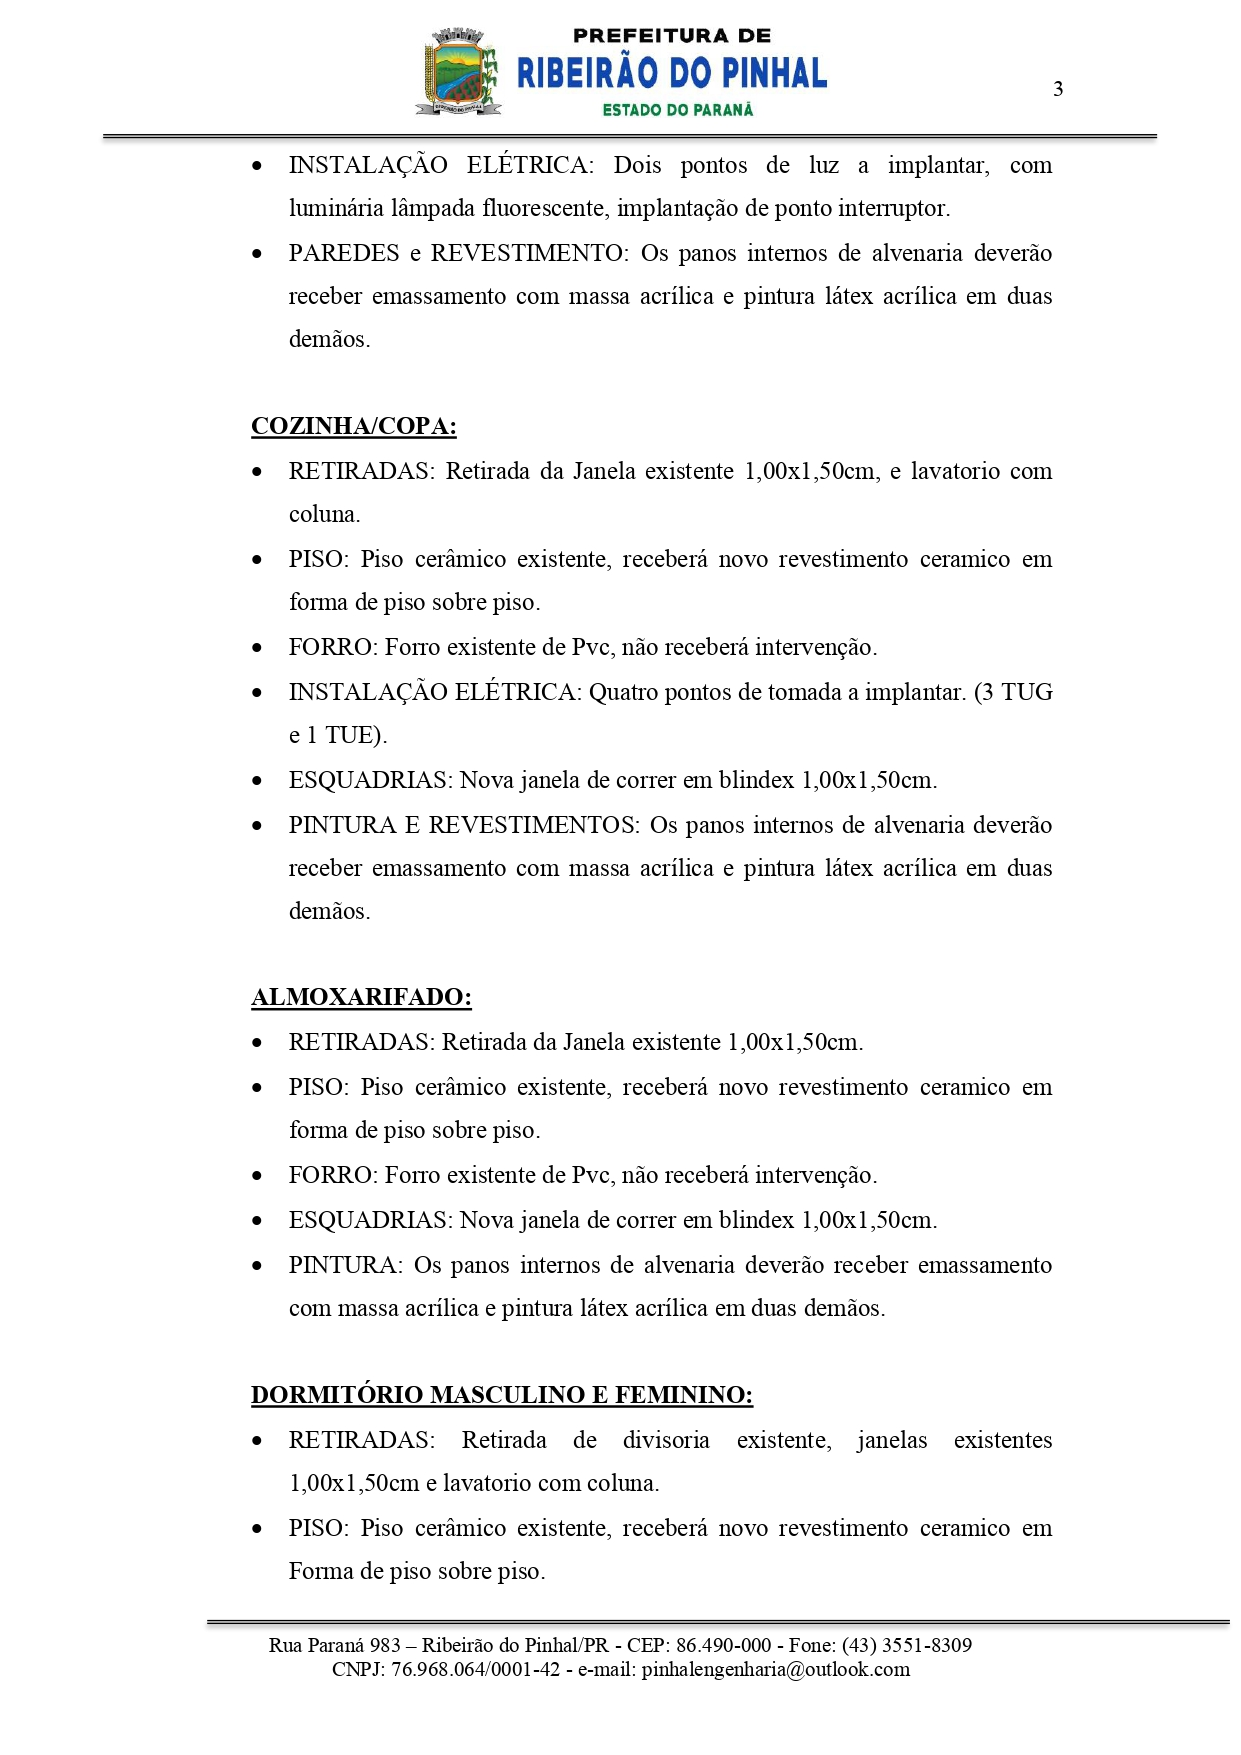 PREFEITURA DE
RIBEIRÃO DO PINHAL
ESTADO DO PARANÁ
3
• INSTALAÇÃO ELÉTRICA: Dois pontos de luz a implantar, com
luminária lâmpada fluorescente, implantação de ponto interruptor.
• PAREDES e REVESTIMENTO: Os panos internos de alvenaria deverão
receber emassamento com massa acrílica e pintura látex acrílica em duas
demãos.
COZINHA/COPA:
• RETIRADAS: Retirada da Janela existente 1,00x1,50cm, e lavatorio com
coluna.
• PISO: Piso cerâmico existente, receberá novo revestimento ceramico em
forma de piso sobre piso.
• FORRO: Forro existente de Pvc, não receberá intervenção.
• INSTALAÇÃO ELÉTRICA: Quatro pontos de tomada a implantar. (3 TUG
e 1 TUE).
• ESQUADRIAS: Nova janela de correr em blindex 1,00x1,50cm.
• PINTURA E REVESTIMENTOS: Os panos internos de alvenaria deverão
receber emassamento com massa acrílica e pintura látex acrílica em duas
demãos.
ALMOXARIFADO:
• RETIRADAS: Retirada da Janela existente 1,00x1,50cm.
• PISO: Piso cerâmico existente, receberá novo revestimento ceramico em
forma de piso sobre piso.
• FORRO: Forro existente de Pvc, não receberá intervenção.
• ESQUADRIAS: Nova janela de correr em blindex 1,00x1,50cm.
• PINTURA: Os panos internos de alvenaria deverão receber emassamento
com massa acrílica e pintura látex acrílica em duas demãos.
DORMITÓRIO MASCULINO E FEMININO:
• RETIRADAS: Retirada de divisoria existente, janelas existentes
1,00x1,50cm e lavatorio com coluna.
• PISO: Piso cerâmico existente, receberá novo revestimento ceramico em
Forma de piso sobre piso.
Rua Paraná 983 – Ribeirão do Pinhal/PR - CEP: 86.490-000 - Fone: (43) 3551-8309
CNPJ: 76.968.064/0001-42 - e-mail: pinhalengenharia@outlook.com